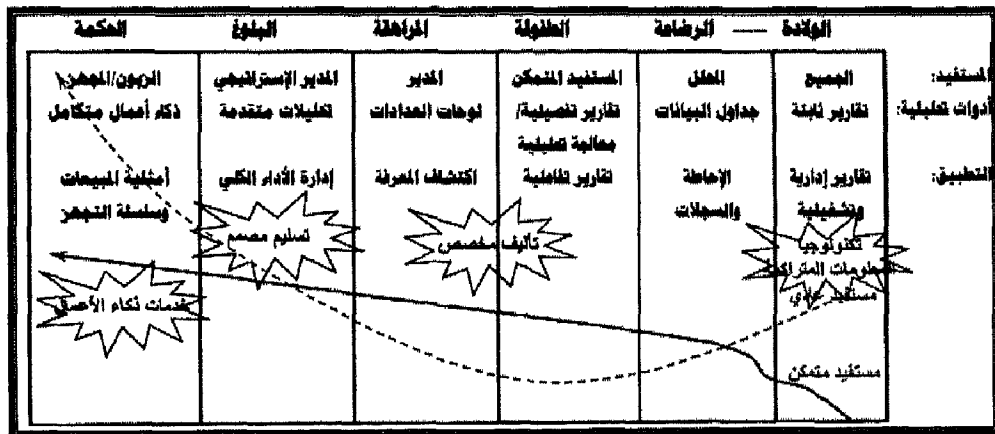 الولادة — الرضاعة الطفولة المراهقة البلوغ الحكمة
المستفيد: الجميع المحلل المستفيد المتمكن المدير المدير الإستراتيجي الزبون/المجهز
أدوات تحليلية: تقارير ثابتة جداول البيانات تقارير تفصيلية/ لوحات العدادات تحليلات متقدمة ذكاء أعمال متكامل
معالجة تحليلية
التطبيق: تقارير إدارية الإحاطة تقارير تفاعلية اكتشاف المعرفة إدارة الأداء الكلي أمثلية المبيعات
وتشغيلية والسجلات وسلسلة التجهز
تكنولوجيا تأليف مخصص تسليم مصمم
المعلومات المتراكمة
مستفيد عادي خدمات ذكاء الأعمال
مستفيد متمكن